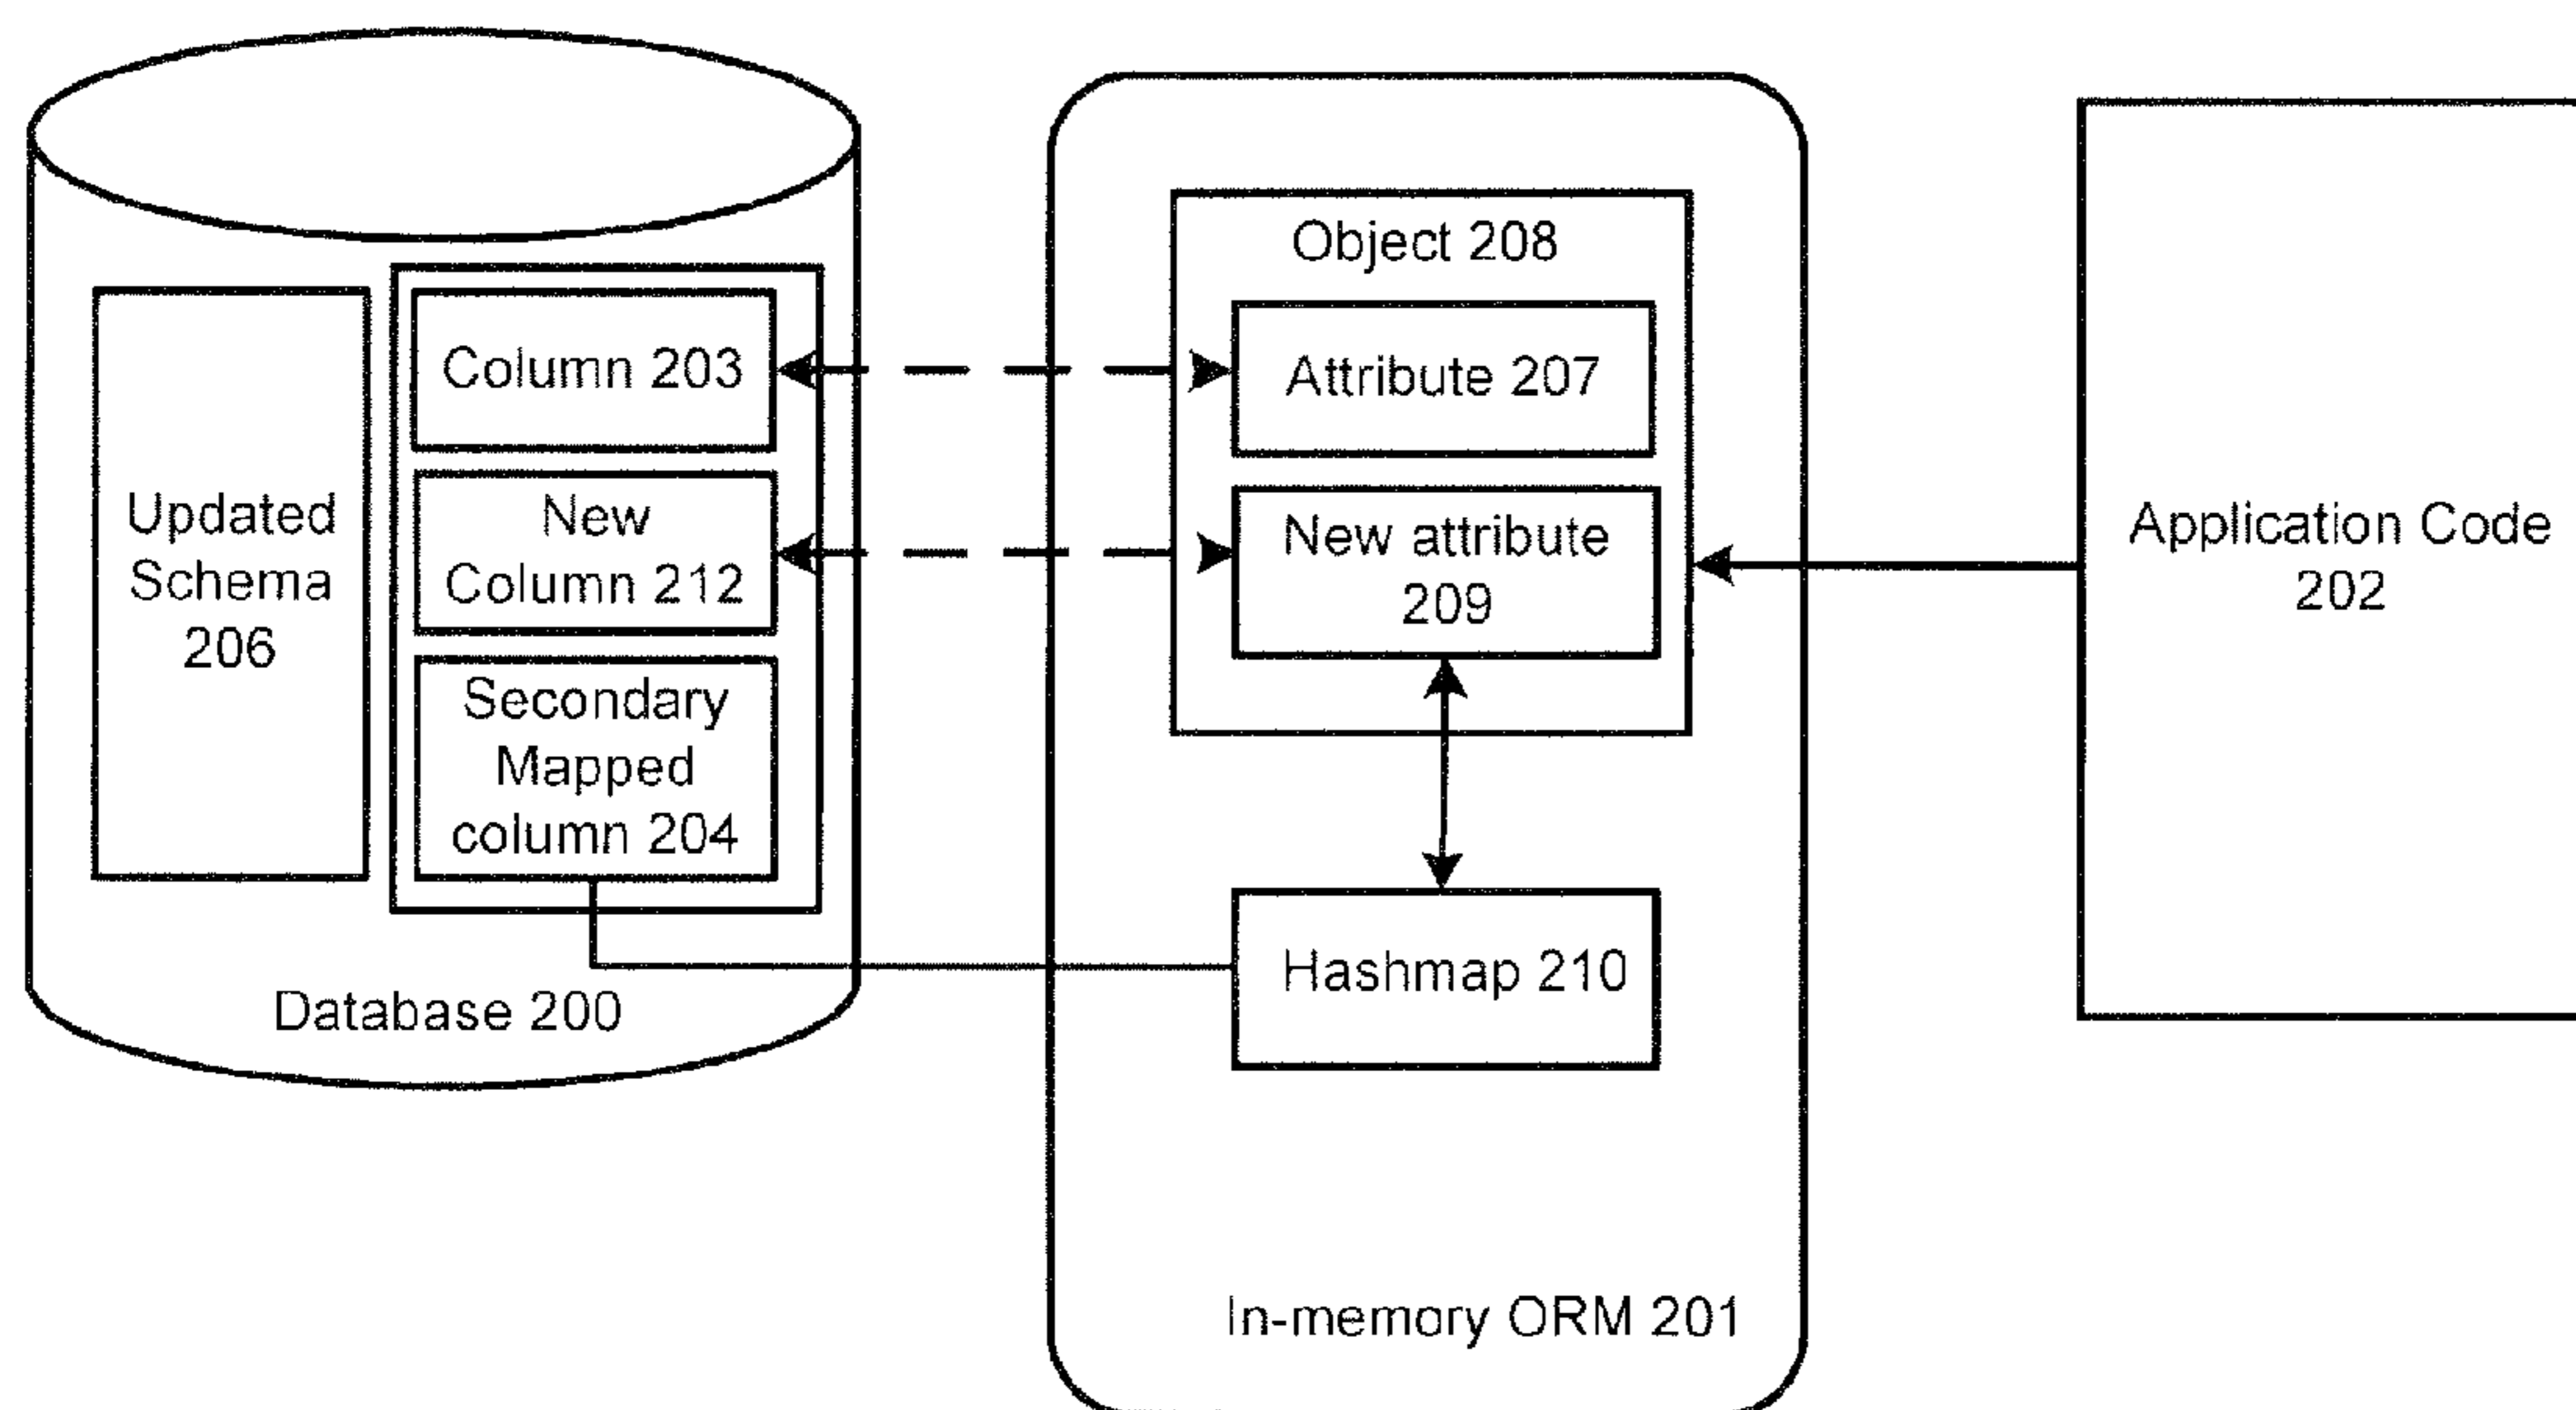 Updated
Schema
206
Column 203
New
Column 212
Secondary
Mapped
column 204
Database 200
Object 208
Attribute 207
New attribute
209
Hashmap 210
In-memory ORM 201
Application Code
202